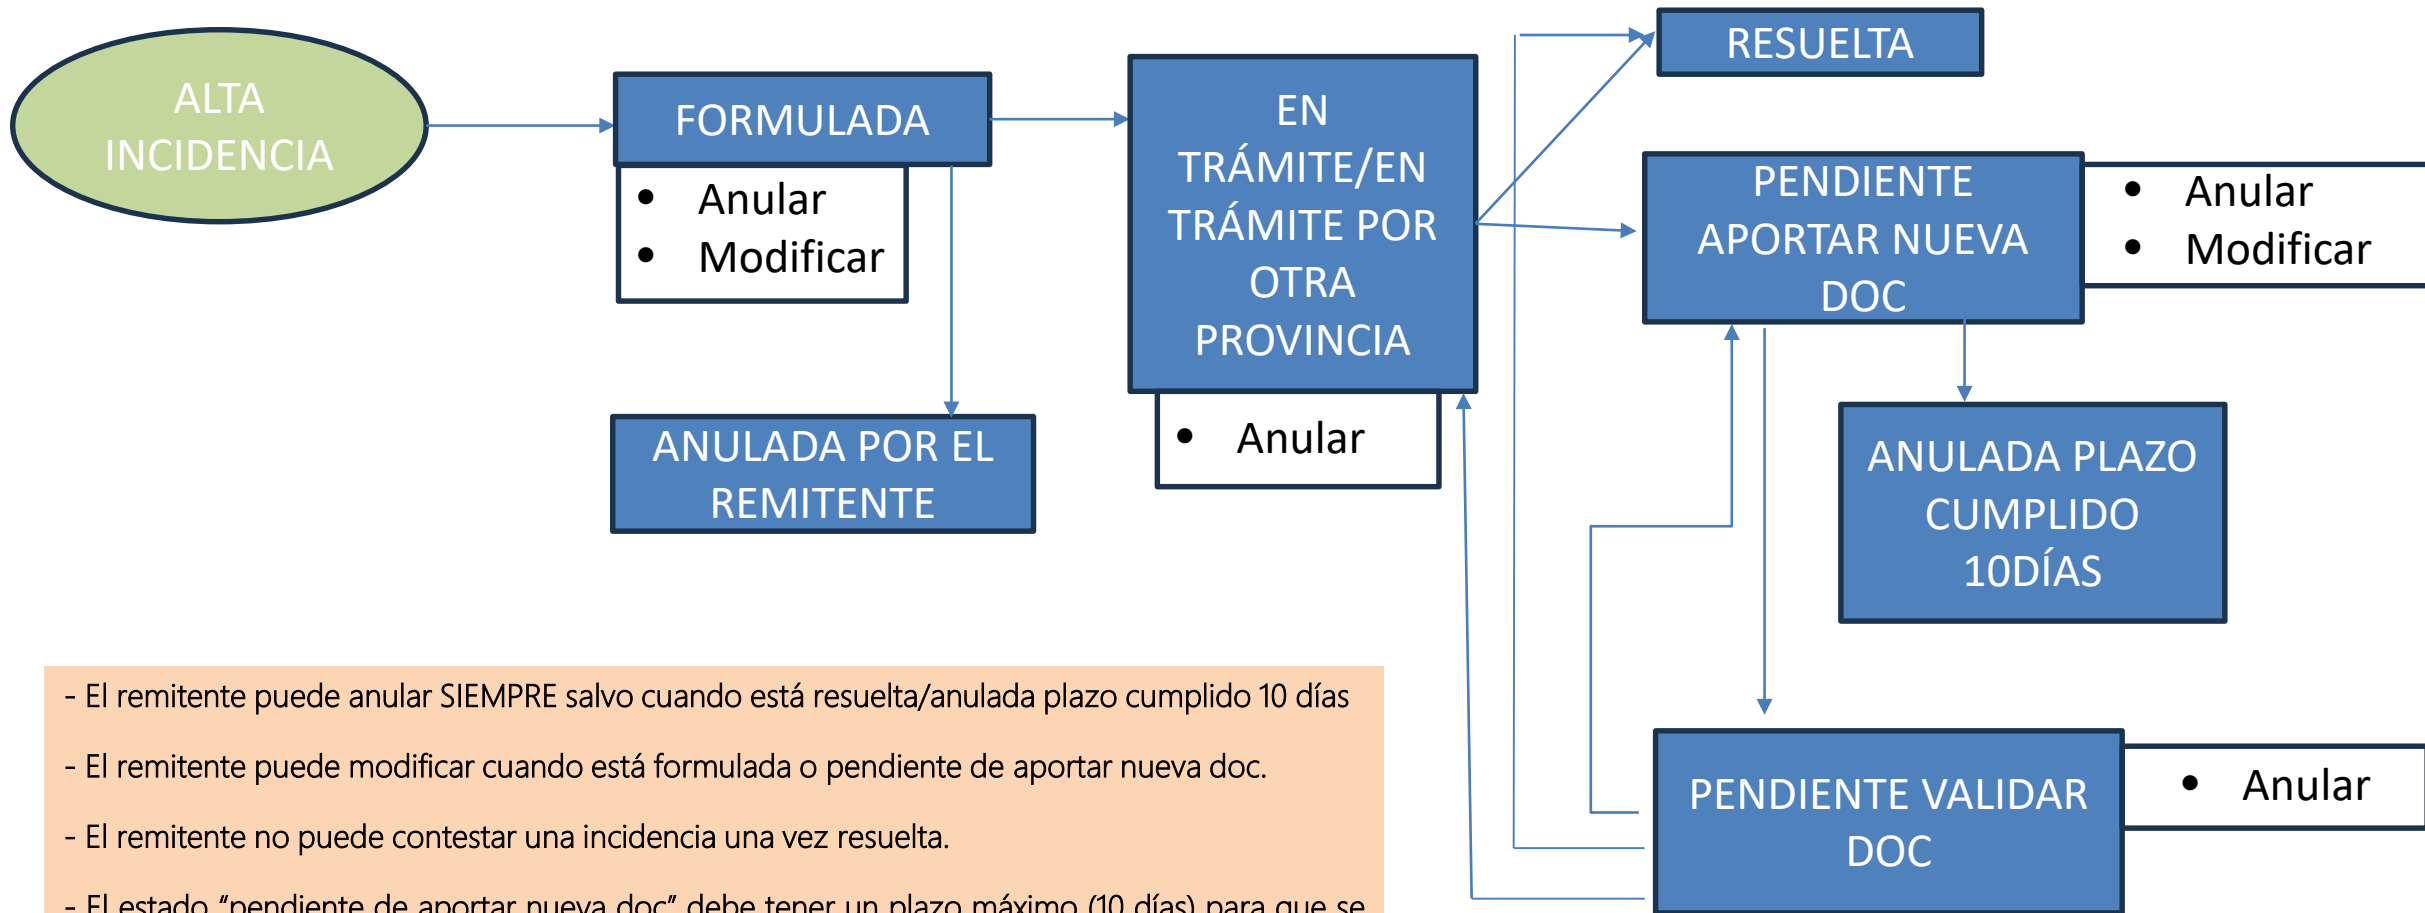 ALTA
INCIDENCIA
FORMULADA
• Anular
• Modificar
ANULADA POR EL
REMITENTE
EN
TRÁMITE/EN
TRÁMITE POR
OTRA
PROVINCIA
• Anular
RESUELTA
PENDIENTE
APORTAR NUEVA
DOC
• Anular
• Modificar
ANULADA PLAZO
CUMPLIDO
10DÍAS
PENDIENTE VALIDAR
DOC
• Anular
- El remitente puede anular SIEMPRE salvo cuando está resuelta/anulada plazo cumplido 10 días
- El remitente puede modificar cuando está formulada o pendiente de aportar nueva doc.
- El remitente no puede contestar una incidencia una vez resuelta.
- El estado “pendiente de aportar nueva doc” debe tener un plazo máximo (10 días) para que se